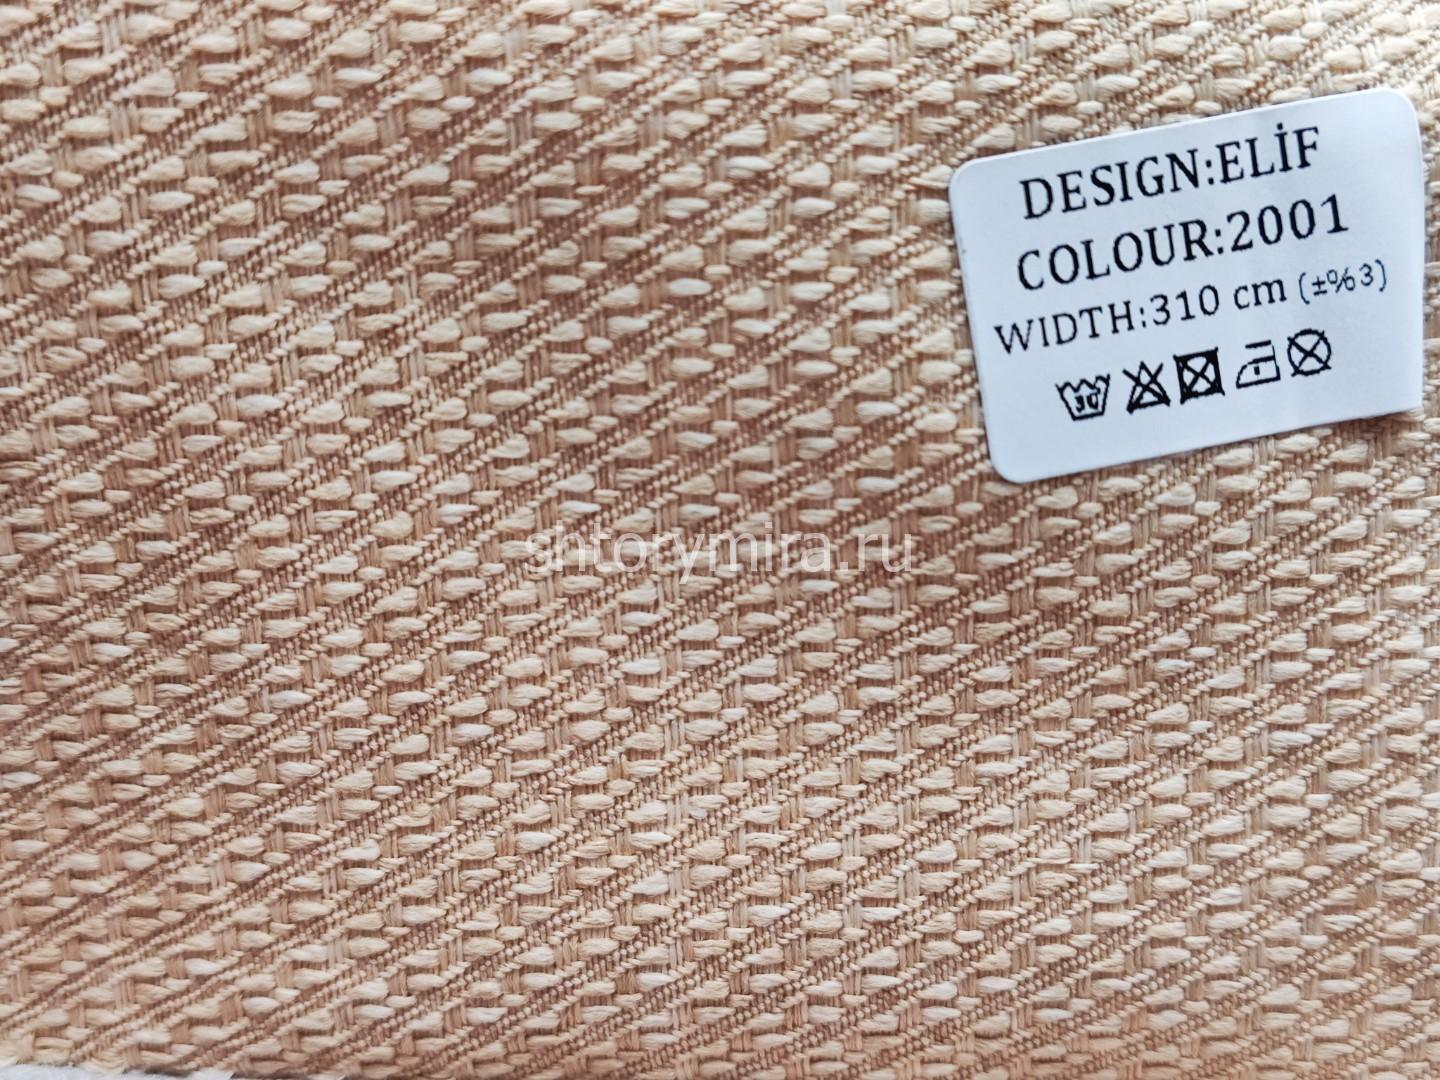 DESIGN:ELİF
COLOUR:2001
WIDTH:310 cm (±%3)
30
shtorymira.ru